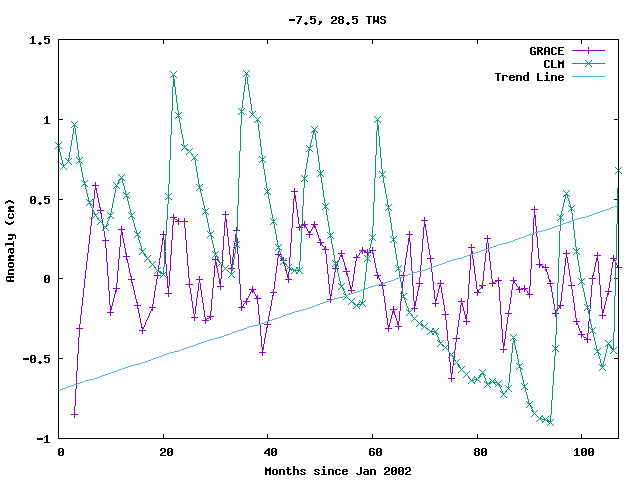 -7.5, 28.5 TWS
GRACE
CLM
Trend Line
1.5
1
0.5
0
-0.5
-1
Anomaly (cm)
0 20 40 60 80 100
Months since Jan 2002